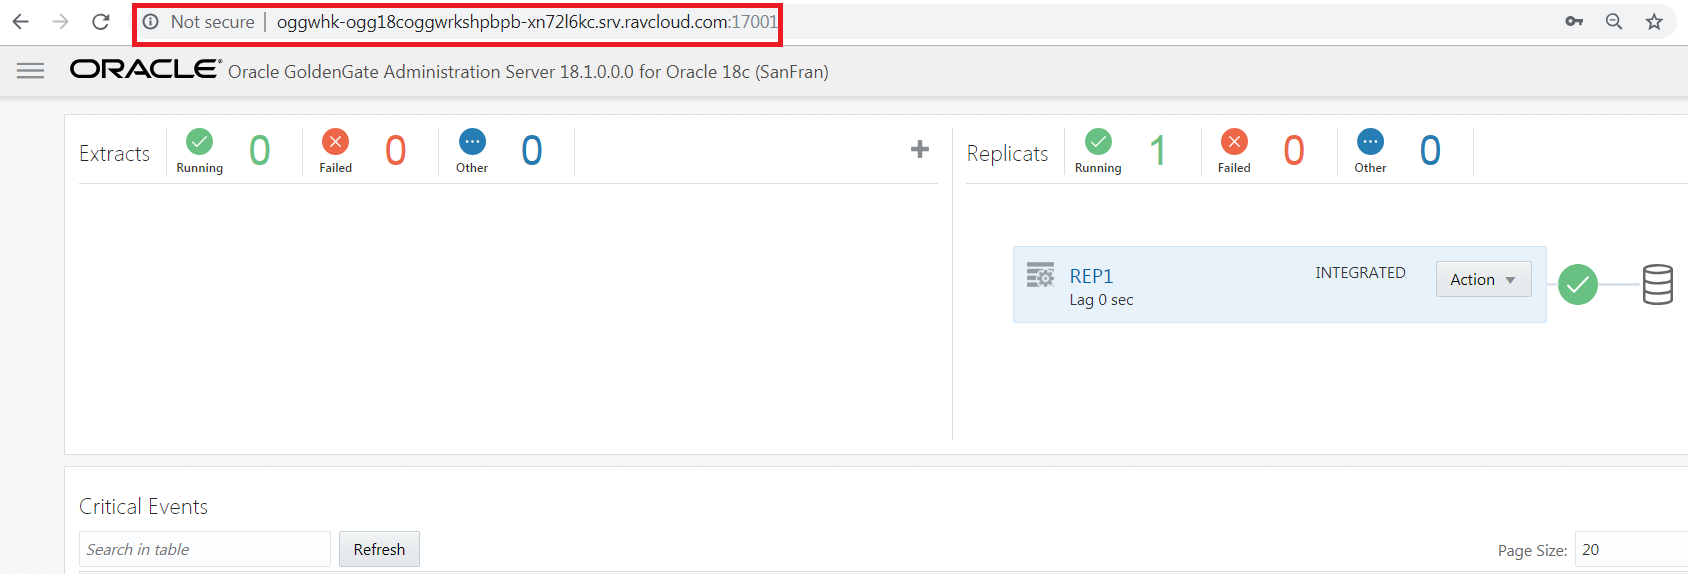 Not secure | oggwhk-ogg18coggwrkshpbpb-xn72l6kc.srv.ravcloud.com:17001
ORACLE® Oracle GoldenGate Administration Server 18.1.0.0.0 for Oracle 18c (SanFran)
Extracts Running 0 Failed 0 Other 0
Replicats Running 1 Failed 0 Other 0
REP1 INTEGRATED Action
Lag 0 sec
Critical Events
Search in table Refresh Page Size: 20